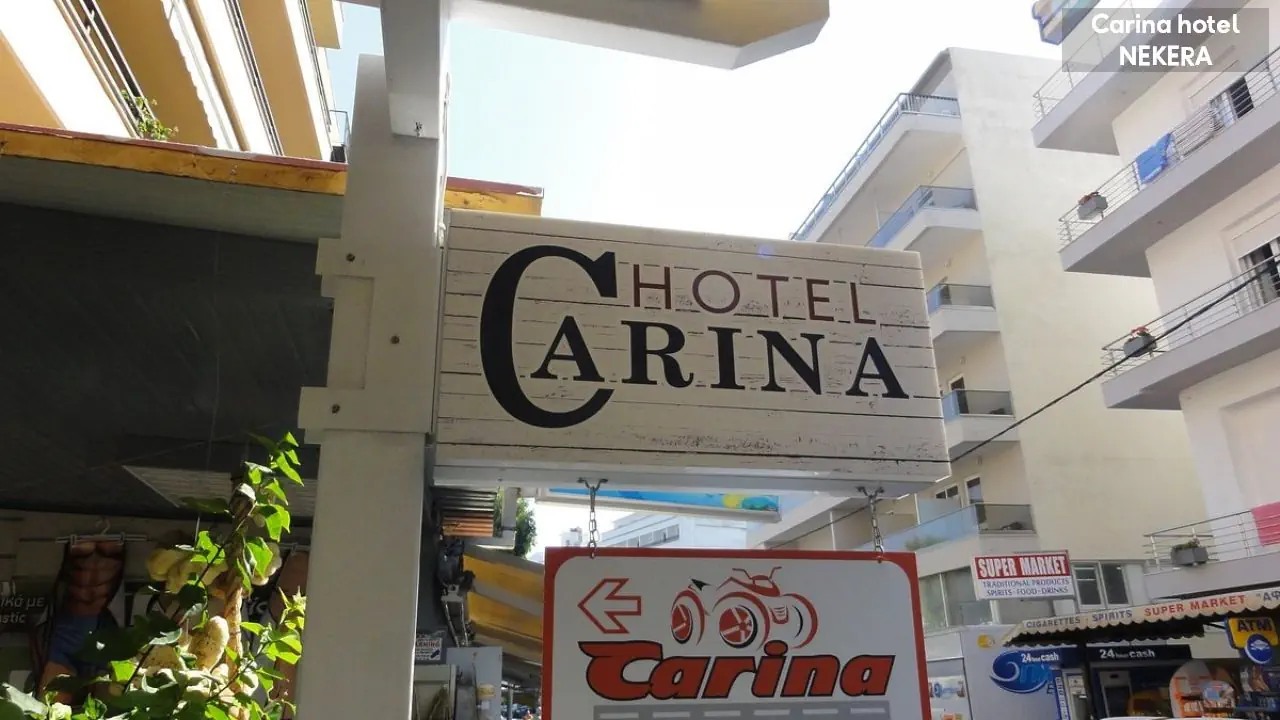 Carina hotel
NEKERA
HOTEL
CARINA
Carina
SUPER MARKET
TRADITIONAL PRODUCTS
SPIRITS - FOOD - DRINKS
CIGARETTES SPIRITS SUPER MARKET
ATM
24 hour cash
24 hour cash